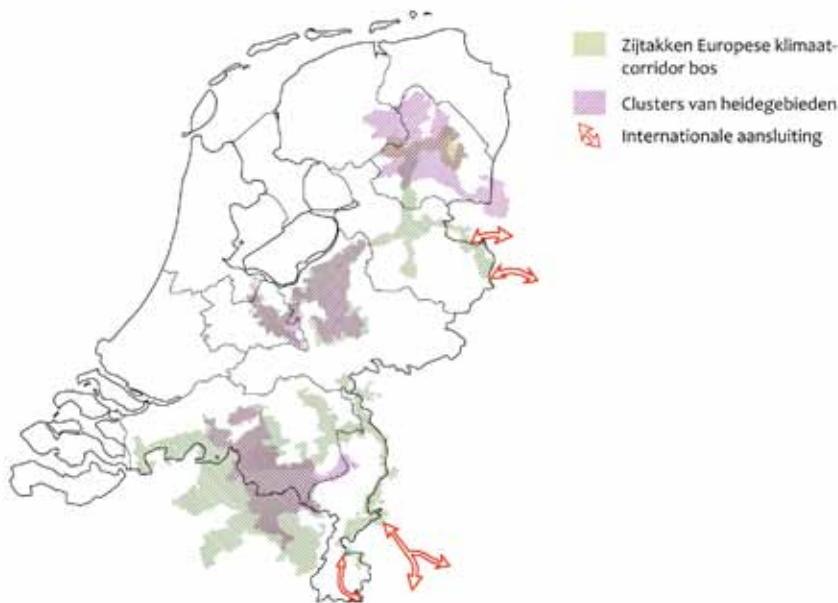 Zijtakken Europese klimaat-
corridor bos
Clusters van heidegebieden
Internationale aansluiting